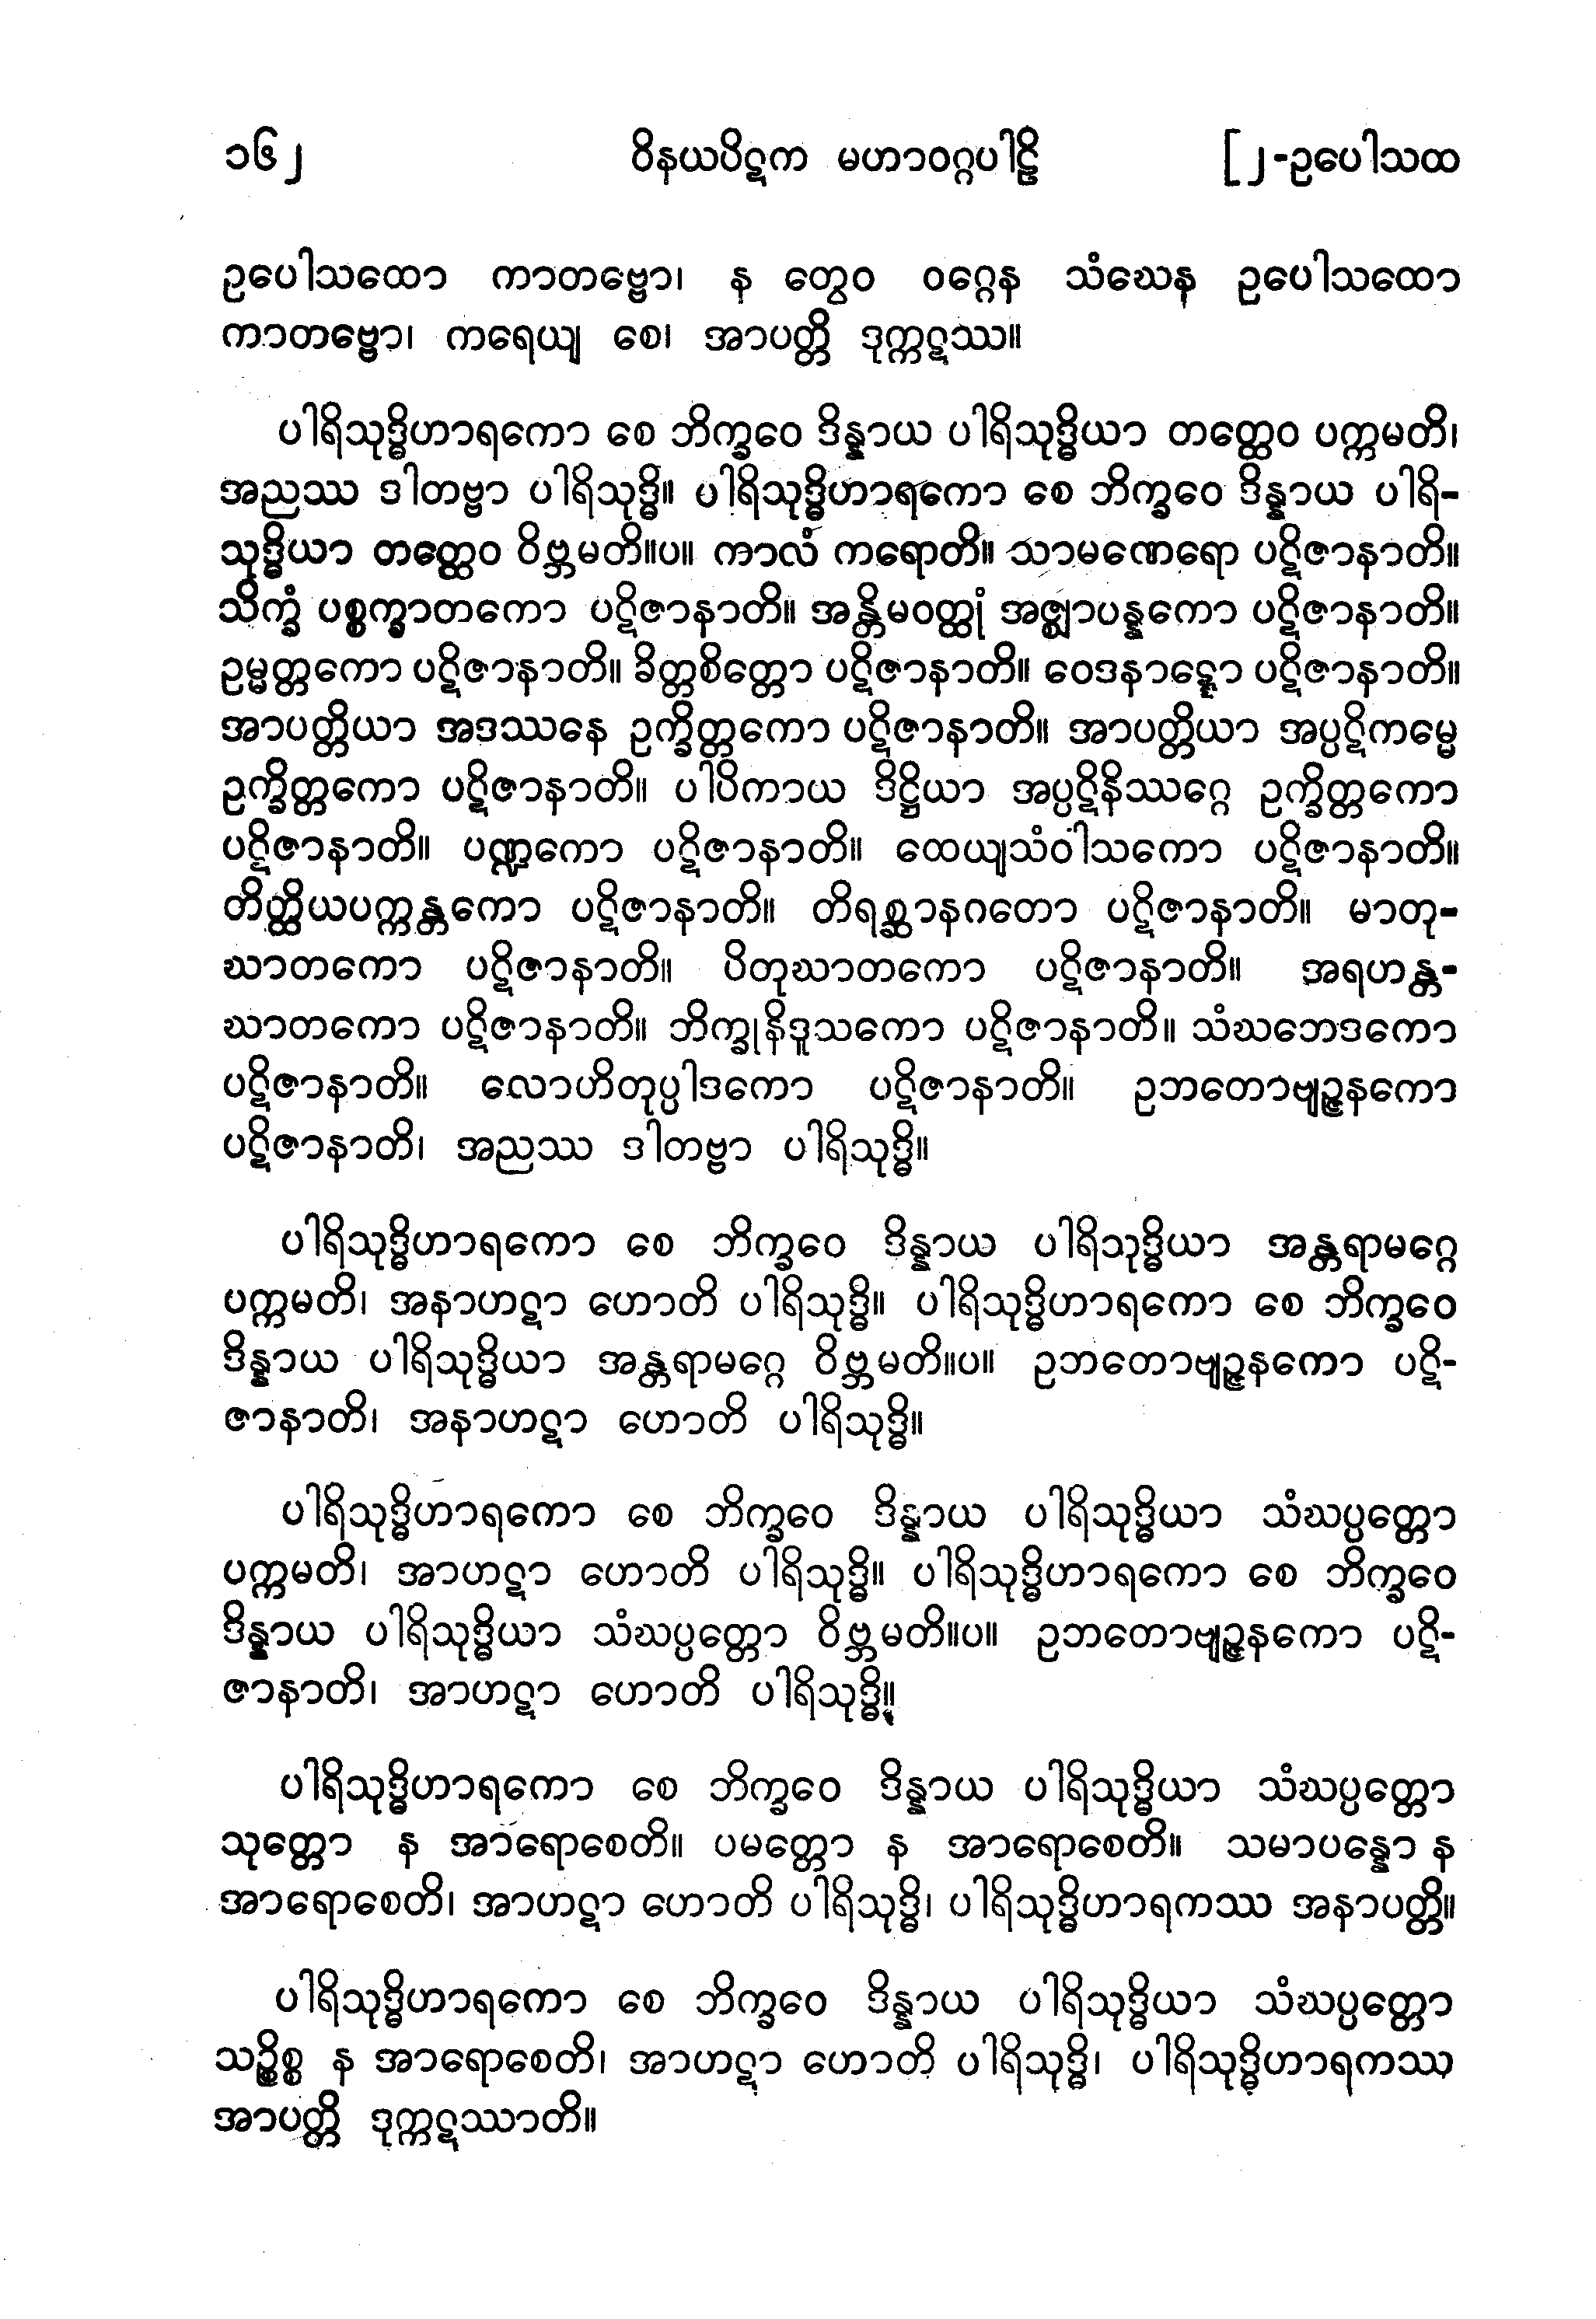 ၁၆၂ ဝိနယပိဋက မဟာဝဂ္ဂပါဠိ [၂-ဥပေါသထ
ဥပေါသထော ကာတဗ္ဗော၊ န တွေဝ ဝဂ္ဂေန သံဃေန ဥပေါသထော
ကာတဗ္ဗော၊ ကရေယျ စေ၊ အာပတ္တိ ဒုက္ကဋဿ။
ပါရိသုဒ္ဓိဟာရကော စေ ဘိက္ခဝေ ဒိန္နာယ ပါရိသုဒ္ဓိယာ တတ္ထေဝ ပက္ကမတိ၊
အညဿ ဒါတဗ္ဗာ ပါရိသုဒ္ဓိ။ ပါရိသုဒ္ဓိဟာရကော စေ ဘိက္ခဝေ ဒိန္နာယ ပါရိ-
သုဒ္ဓိယာ တတ္ထေဝ ဝိဗ္ဘမတိ။ပ။ ကာလံ ကရောတိ။ သာမဏေရော ပဋိဇာနာတိ။
သိက္ခံ ပစ္စက္ခာတကော ပဋိဇာနာတိ။ အန္တိမဝတ္ထုံ အဇ္ဈာပန္နကော ပဋိဇာနာတိ။
ဥမ္မတ္တကော ပဋိဇာနာတိ။ ခိတ္တစိတ္တော ပဋိဇာနာတိ။ ဝေဒနာဋ္ဋော ပဋိဇာနာတိ။
အာပတ္တိယာ အဒဿနေ ဥက္ခိတ္တကော ပဋိဇာနာတိ။ အာပတ္တိယာ အပ္ပဋိကမ္မေ
ဥက္ခိတ္တကော ပဋိဇာနာတိ။ ပါပိကာယ ဒိဋ္ဌိယာ အပ္ပဋိနိဿဂ္ဂေ ဥက္ခိတ္တကော
ပဋိဇာနာတိ။ ပဏ္ဍကော ပဋိဇာနာတိ။ ထေယျသံဝါသကော ပဋိဇာနာတိ။
တိတ္ထိယပက္ကန္တကော ပဋိဇာနာတိ။ တိရစ္ဆာနဂတော ပဋိဇာနာတိ။ မာတု-
ဃာတကော ပဋိဇာနာတိ။ ပိတုဃာတကော ပဋိဇာနာတိ။ အရဟန္တ-
ဃာတကော ပဋိဇာနာတိ။ ဘိက္ခုနိဒူသကော ပဋိဇာနာတိ။ သံဃဘေဒကော
ပဋိဇာနာတိ။ လောဟိတုပ္ပါဒကော ပဋိဇာနာတိ။ ဥဘတောဗျဉ္ဇနကော
ပဋိဇာနာတိ၊ အညဿ ဒါတဗ္ဗာ ပါရိသုဒ္ဓိ။
ပါရိသုဒ္ဓိဟာရကော စေ ဘိက္ခဝေ ဒိန္နာယ ပါရိသုဒ္ဓိယာ အန္တရာမဂ္ဂေ
ပက္ကမတိ၊ အနာဟဋာ ဟောတိ ပါရိသုဒ္ဓိ။ ပါရိသုဒ္ဓိဟာရကော စေ ဘိက္ခဝေ
ဒိန္နာယ ပါရိသုဒ္ဓိယာ အန္တရာမဂ္ဂေ ဝိဗ္ဘမတိ။ပ။ ဥဘတောဗျဉ္ဇနကော ပဋိ-
ဇာနာတိ၊ အနာဟဋာ ဟောတိ ပါရိသုဒ္ဓိ။
ပါရိသုဒ္ဓိဟာရကော စေ ဘိက္ခဝေ ဒိန္နာယ ပါရိသုဒ္ဓိယာ သံဃပ္ပတ္တော
ပက္ကမတိ၊ အာဟဋာ ဟောတိ ပါရိသုဒ္ဓိ။ ပါရိသုဒ္ဓိဟာရကော စေ ဘိက္ခဝေ
ဒိန္နာယ ပါရိသုဒ္ဓိယာ သံဃပ္ပတ္တော ဝိဗ္ဘမတိ။ပ။ ဥဘတောဗျဉ္ဇနကော ပဋိ-
ဇာနာတိ၊ အာဟဋာ ဟောတိ ပါရိသုဒ္ဓိ။
ပါရိသုဒ္ဓိဟာရကော စေ ဘိက္ခဝေ ဒိန္နာယ ပါရိသုဒ္ဓိယာ သံဃပ္ပတ္တော
သုတ္တော န အာရောစေတိ။ ပမတ္တော န အာရောစေတိ။ သမာပန္နော န
အာရောစေတိ၊ အာဟဋာ ဟောတိ ပါရိသုဒ္ဓိ၊ ပါရိသုဒ္ဓိဟာရကဿ အနာပတ္တိ။
ပါရိသုဒ္ဓိဟာရကော စေ ဘိက္ခဝေ ဒိန္နာယ ပါရိသုဒ္ဓိယာ သံဃပ္ပတ္တော
သဉ္စိစ္စ န အာရောစေတိ၊ အာဟဋာ ဟောတိ ပါရိသုဒ္ဓိ၊ ပါရိသုဒ္ဓိဟာရကဿ
အာပတ္တိ ဒုက္ကဋဿာတိ။